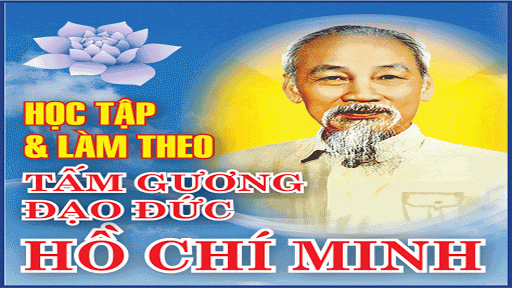 HỌC TẬP
& LÀM THEO
TẤM GƯƠNG
ĐẠO ĐỨC
HỒ CHÍ MINH